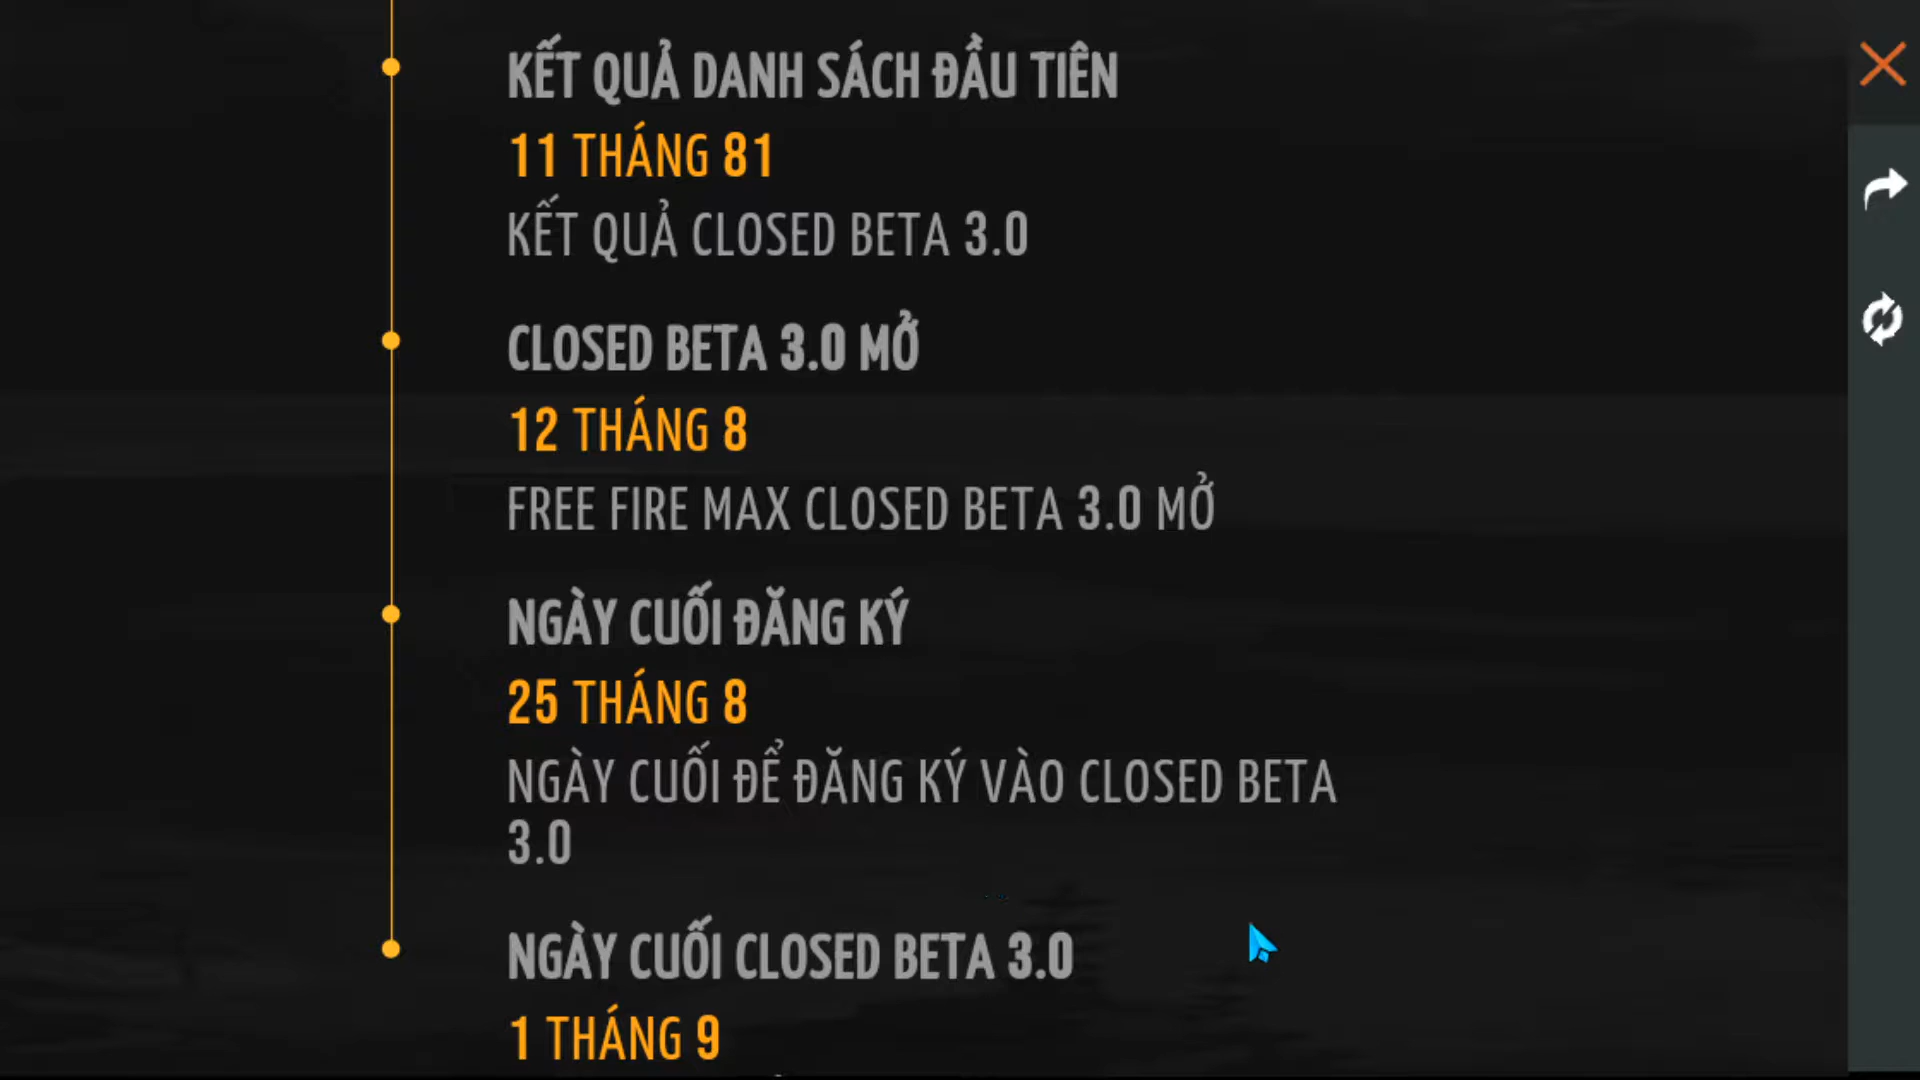 KẾT QUẢ DANH SÁCH ĐẦU TIÊN
11 THÁNG 81
KẾT QUẢ CLOSED BETA 3.0
CLOSED BETA 3.0 MỞ
12 THÁNG 8
FREE FIRE MAX CLOSED BETA 3.0 MỞ
NGÀY CUỐI ĐĂNG KÝ
25 THÁNG 8
NGÀY CUỐI ĐỂ ĐĂNG KÝ VÀO CLOSED BETA
3.0
NGÀY CUỐI CLOSED BETA 3.0
1 THÁNG 9